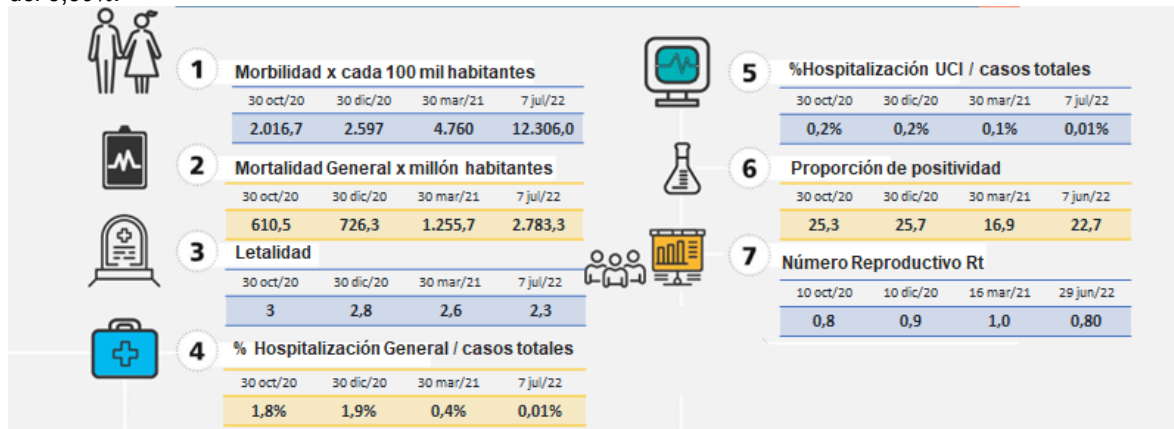 1 Morbilidad x cada 100 mil habitantes
30 oct/20 30 dic/20 30 mar/21 7 jul/22
2.016,7 2.597 4.760 12.306,0
2 Mortalidad General x millón habitantes
30 oct/20 30 dic/20 30 mar/21 7 jul/22
610,5 726,3 1.255,7 2.783,3
3 Letalidad
30 oct/20 30 dic/20 30 mar/21 7 jul/22
3 2,8 2,6 2,3
4 % Hospitalización General / casos totales
30 oct/20 30 dic/20 30 mar/21 7 jul/22
1,8% 1,9% 0,4% 0,01%
5 %Hospitalización UCI / casos totales
30 oct/20 30 dic/20 30 mar/21 7 jul/22
0,2% 0,2% 0,1% 0,01%
6 Proporción de positividad
30 oct/20 30 dic/20 30 mar/21 7 jun/22
25,3 25,7 16,9 22,7
7 Número Reproductivo Rt
10 oct/20 10 dic/20 16 mar/21 29 jun/22
0,8 0,9 1,0 0,80